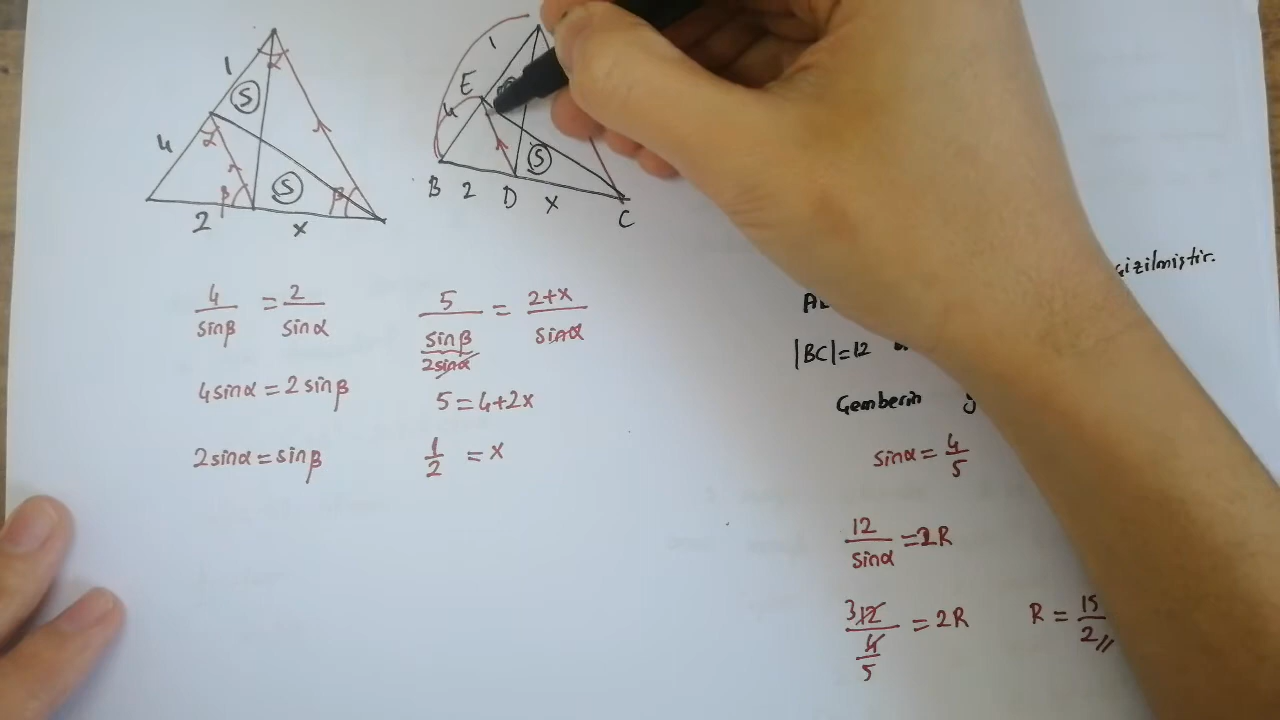 1
S
4
α
α
β
S
β
2
x
1
E
4
S
B
2
D
x
C
4/sinβ = 2/sinα
4sinα = 2sinβ
2sinα = sinβ
5/sinβ = 2+x/sinα
2sinα
5 = 4+2x
1/2 = x
çizilmiştir.
|BC|=12
Çemberin
sinα = 4/5
12/sinα = 2R
3 12/(4/5) = 2R
R = 15/2 //